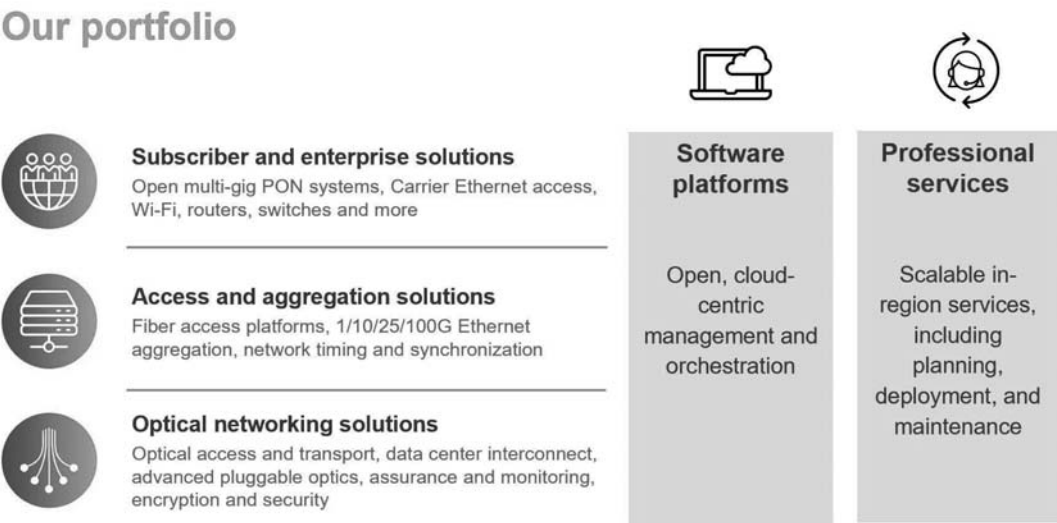 Our portfolio
Subscriber and enterprise solutions
Open multi-gig PON systems, Carrier Ethernet access,
Wi-Fi, routers, switches and more
Access and aggregation solutions
Fiber access platforms, 1/10/25/100G Ethernet
aggregation, network timing and synchronization
Optical networking solutions
Optical access and transport, data center interconnect,
advanced pluggable optics, assurance and monitoring,
encryption and security
Software
platforms
Open, cloud-
centric
management and
orchestration
Professional
services
Scalable in-
region services,
including
planning,
deployment, and
maintenance